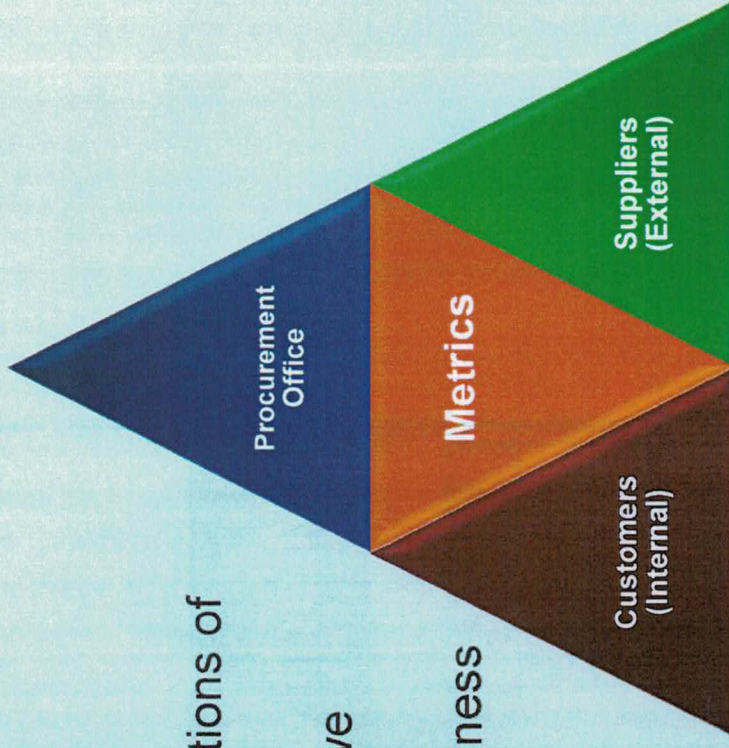 tions of
ve
ness
Procurement
Office
Metrics
Customers
(Internal)
Suppliers
(External)